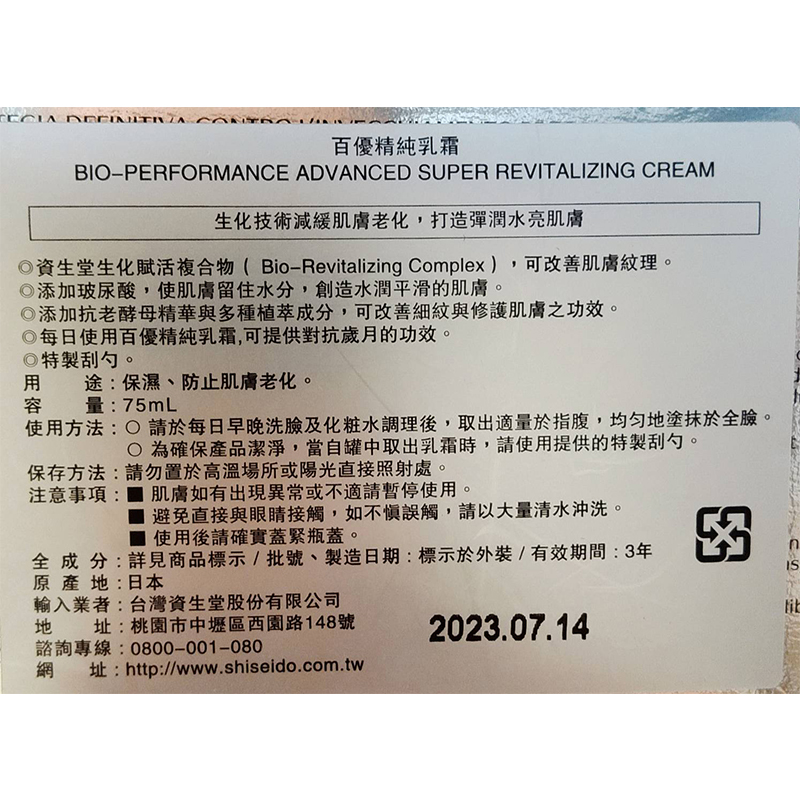 百優精純乳霜
BIO-PERFORMANCE ADVANCED SUPER REVITALIZING CREAM
生化技術減緩肌膚老化，打造彈潤水亮肌膚
◎資生堂生化賦活複合物（ Bio-Revitalizing Complex ），可改善肌膚紋理。
◎添加玻尿酸，使肌膚留住水分，創造水潤平滑的肌膚。
◎添加抗老酵母精華與多種植萃成分，可改善細紋與修護肌膚之功效。
◎每日使用百優精純乳霜,可提供對抗歲月的功效。
◎特製刮勺。
用　　途：保濕、防止肌膚老化。
容　　量：75mL
使用方法：○ 請於每日早晚洗臉及化粧水調理後，取出適量於指腹，均勻地塗抹於全臉。
○ 為確保產品潔淨，當自罐中取出乳霜時，請使用提供的特製刮勺。
保存方法：請勿置於高溫場所或陽光直接照射處。
注意事項：■ 肌膚如有出現異常或不適請暫停使用。
■ 避免直接與眼睛接觸，如不慎誤觸，請以大量清水沖洗。
■ 使用後請確實蓋緊瓶蓋。
全 成 分：詳見商品標示 / 批號、製造日期：標示於外裝 / 有效期間：3年
原 產 地：日本
輸入業者：台灣資生堂股份有限公司
地　　址：桃園市中壢區西園路148號
2023.07.14
諮詢專線：0800-001-080
網　　址：http://www.shiseido.com.tw